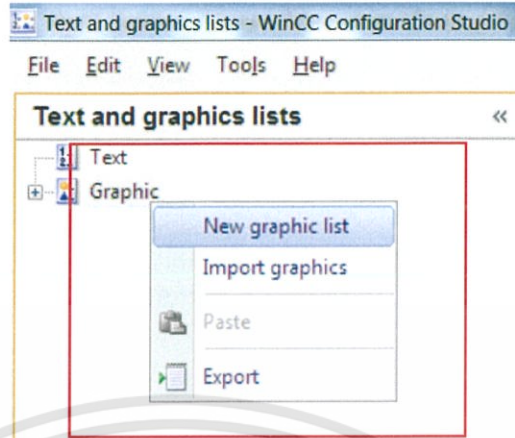 Text and graphics lists - WinCC Configuration Studio
File Edit View Tools Help
Text and graphics lists «
Text
Graphic
New graphic list
Import graphics
Paste
Export